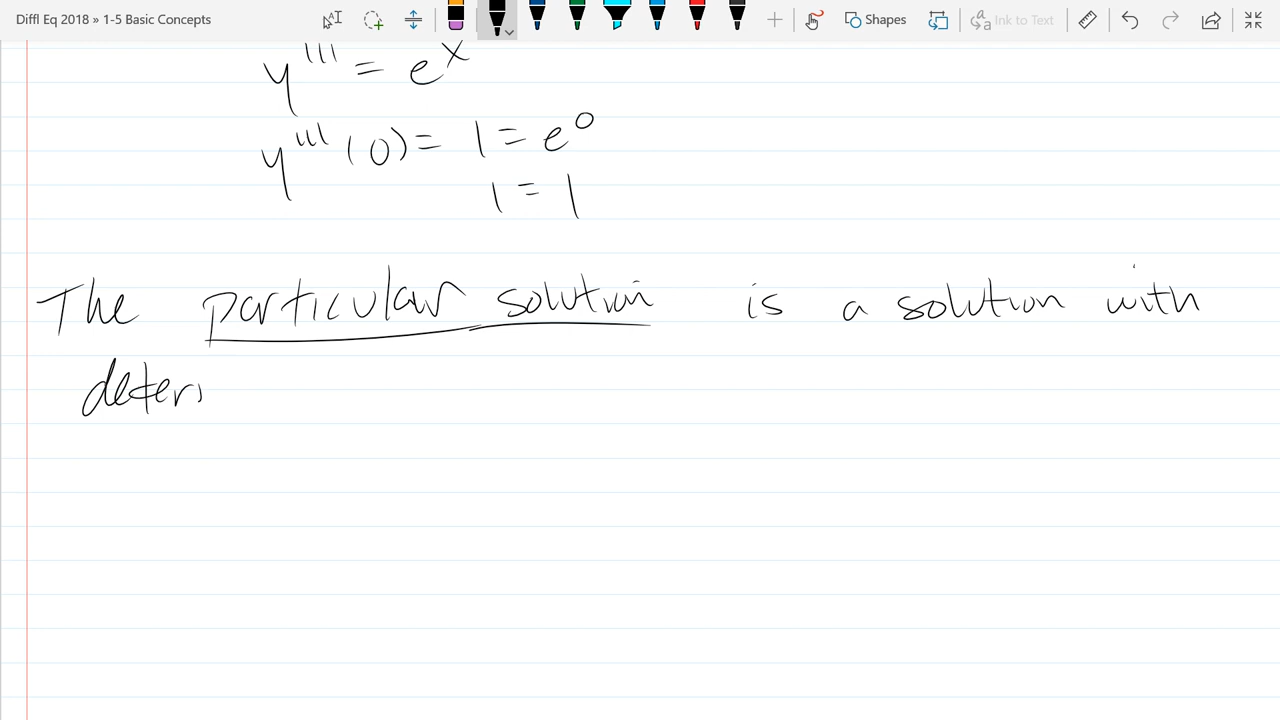 Diffl Eq 2018 » 1-5 Basic Concepts
Shapes
Ink to Text
y''' = e^x
y'''(0) = 1 = e^0
1 = 1
The particular solution is a solution with
deter